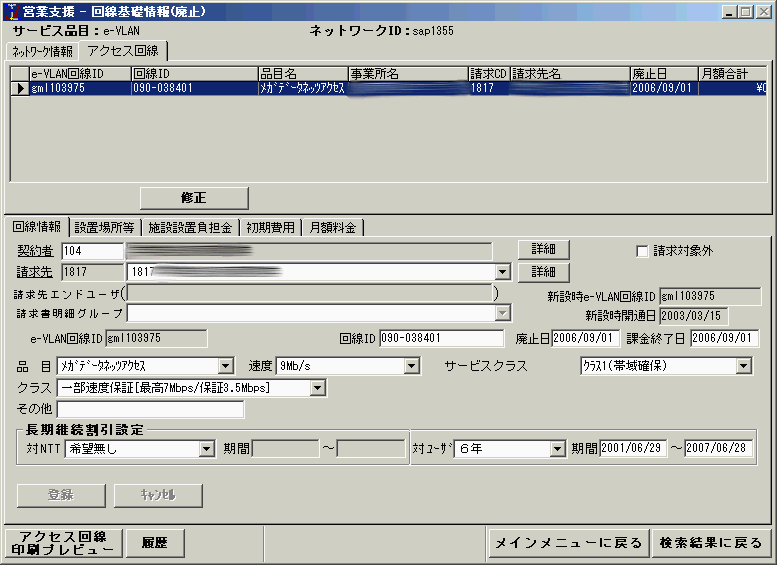 営業支援 - 回線基礎情報(廃止)
サービス品目：e-VLAN ネットワークID：sap1355
ネットワーク情報 アクセス回線
e-VLAN回線ID 回線ID 品目名 事業所名 請求CD 請求先名 廃止日 月額合計
gml103975 090-038401 メガデータネッツアクセス 1817 2006/09/01 ¥0
修正
回線情報 設置場所等 施設設置負担金 初期費用 月額料金
契約者 104 詳細 請求対象外
請求先 1817 1817 詳細
請求先エンドユーザ( ) 新設時e-VLAN回線ID gml103975
請求書明細グループ 新設時開通日 2003/03/15
e-VLAN回線ID gml103975 回線ID 090-038401 廃止日 2006/09/01 課金終了日 2006/09/01
品 目 メガデータネッツアクセス 速度 9Mb/s サービスクラス クラス1(帯域確保)
クラス 一部速度保証[最高7Mbps/保証3.5Mbps]
その他
長期継続割引設定
対NTT 希望無し 期間 ～ 対ユーザ ６年 期間 2001/06/29 ～ 2007/06/28
登録 キャンセル
アクセス回線
印刷プレビュー 履歴 メインメニューに戻る 検索結果に戻る